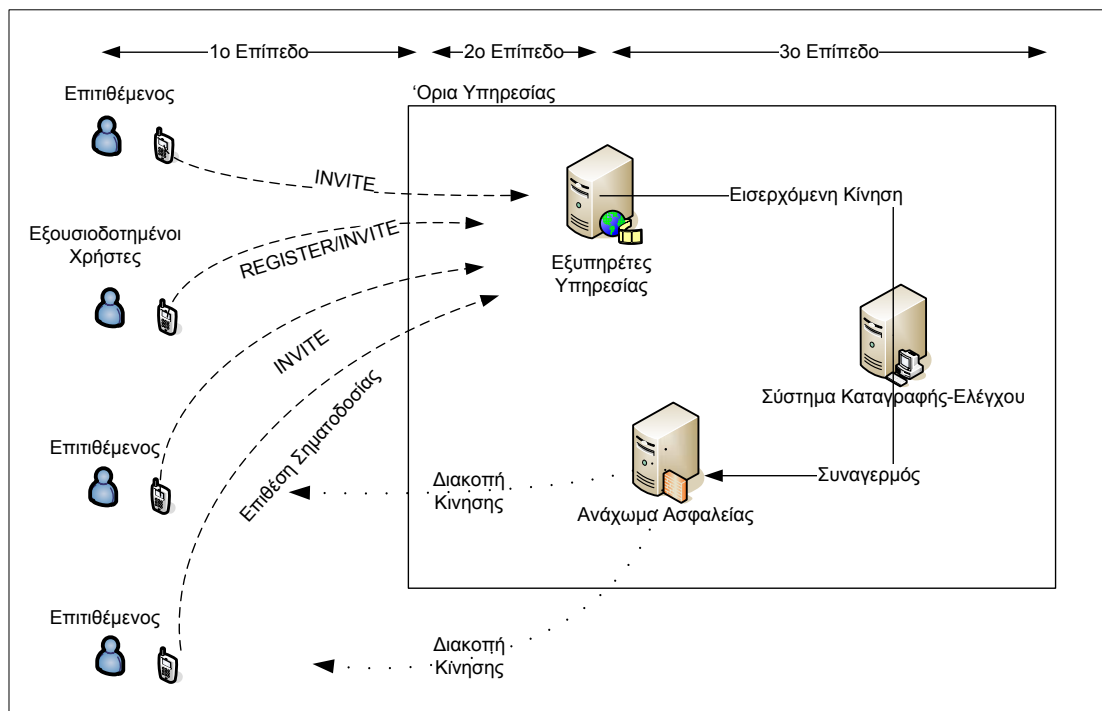 1ο Επίπεδο
2ο Επίπεδο
3ο Επίπεδο
Επιτιθέμενος
‘Ορια Υπηρεσίας
INVITE
Εισερχόμενη Κίνηση
Εξουσιοδοτημένοι
Χρήστες
REGISTER/INVITE
Εξυπηρέτες
Υπηρεσίας
INVITE
Σύστημα Καταγραφής-Ελέγχου
Επιτιθέμενος
Επιθέση Σηματοδοσίας
Διακοπή
Κίνησης
Συναγερμός
Ανάχωμα Ασφαλείας
Επιτιθέμενος
Διακοπή
Κίνησης